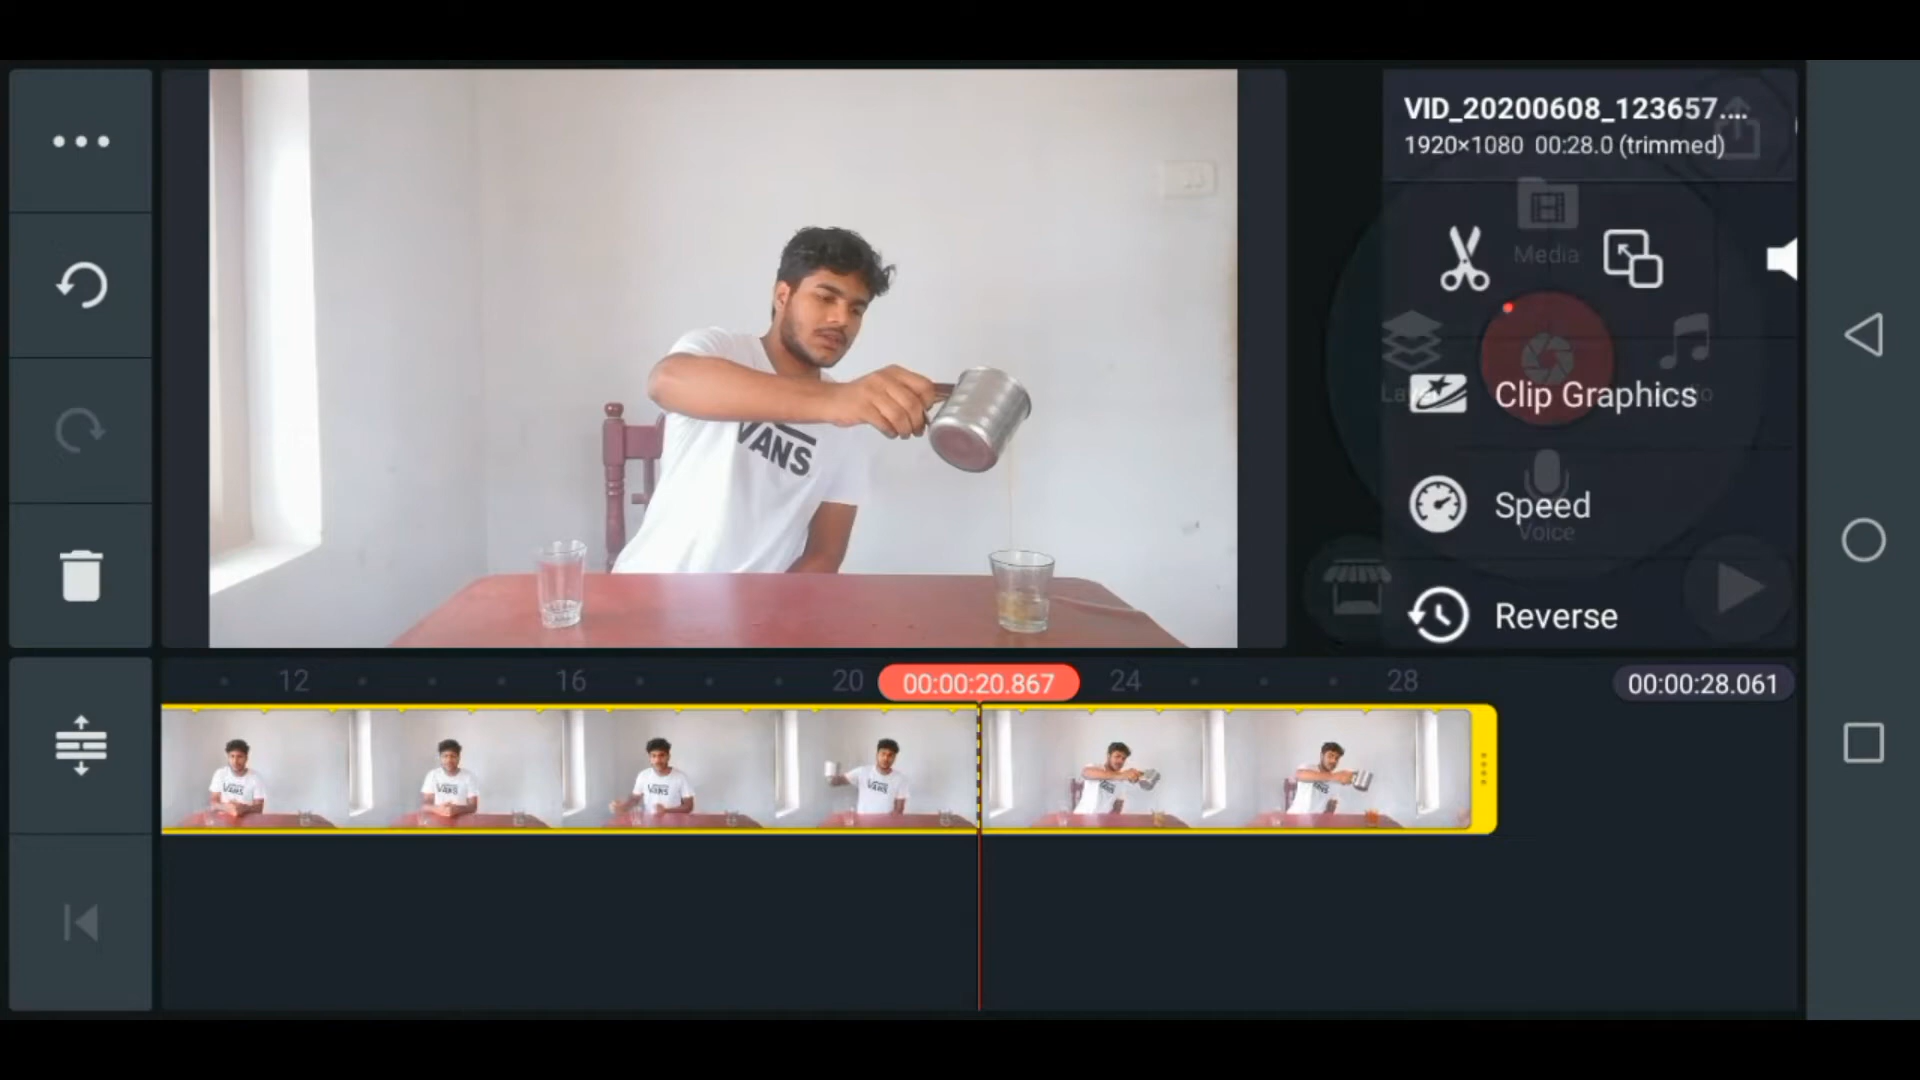 VID_20200608_123657....
1920×1080 00:28.0 (trimmed)
Media
Clip Graphics
Speed
Voice
Reverse
VANS
12
16
20
00:00:20.867
24
28
00:00:28.061